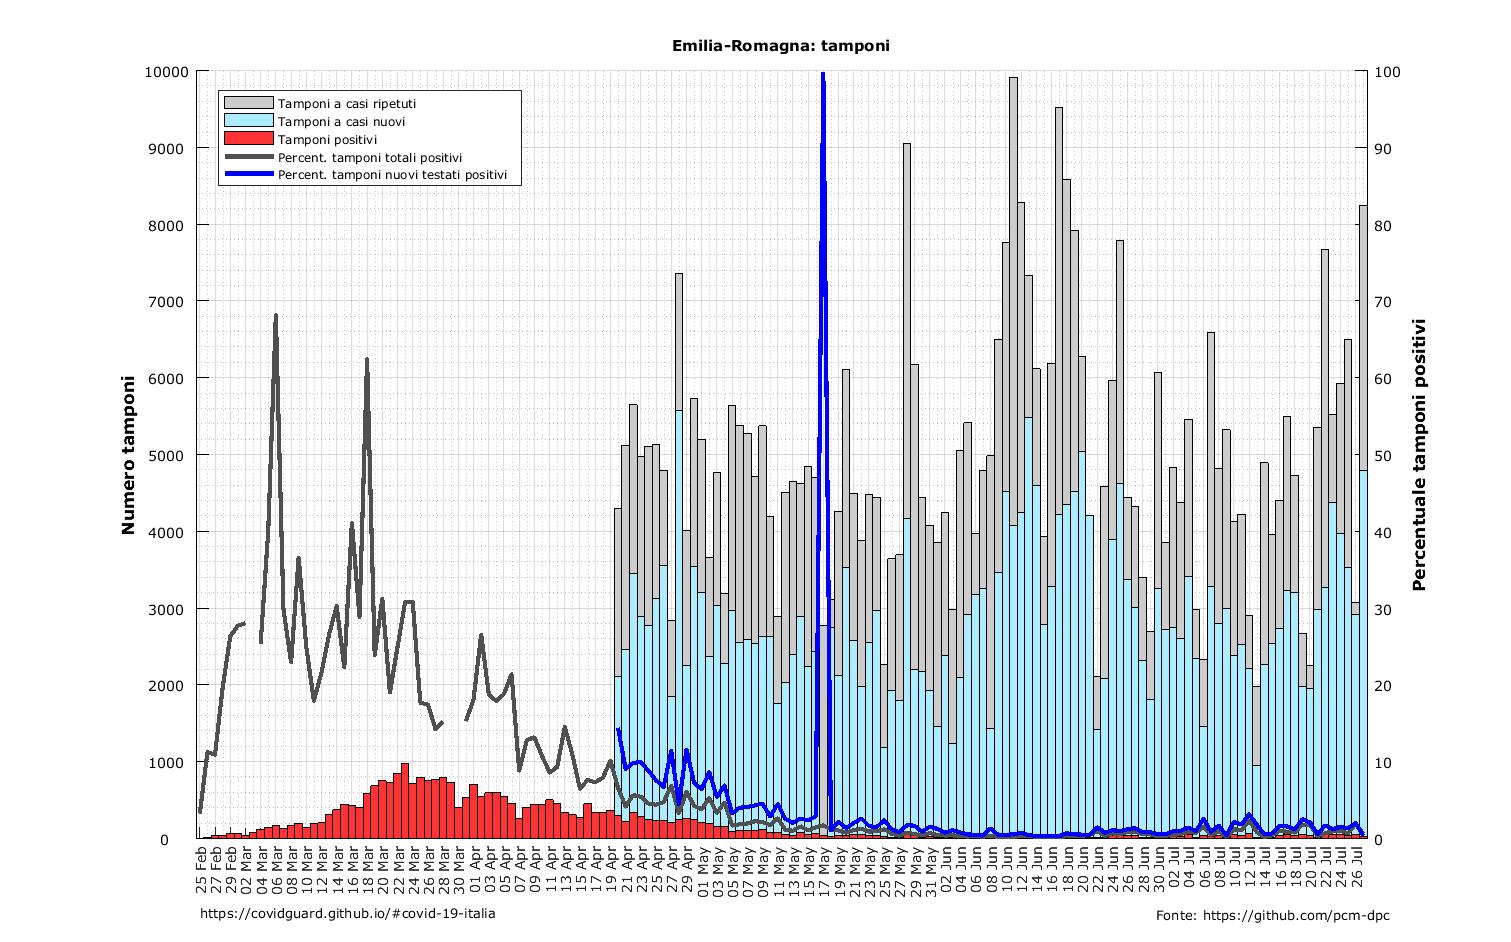 Emilia-Romagna: tamponi
10000
9000
8000
7000
6000
5000
4000
3000
2000
1000
0
Numero tamponi
Tamponi a casi ripetuti
Tamponi a casi nuovi
Tamponi positivi
Percent. tamponi totali positivi
Percent. tamponi nuovi testati positivi
100
90
80
70
60
50
40
30
20
10
0
Percentuale tamponi positivi
25 Feb
27 Feb
29 Feb
02 Mar
04 Mar
06 Mar
08 Mar
10 Mar
12 Mar
14 Mar
16 Mar
18 Mar
20 Mar
22 Mar
24 Mar
26 Mar
28 Mar
30 Mar
01 Apr
03 Apr
05 Apr
07 Apr
09 Apr
11 Apr
13 Apr
15 Apr
17 Apr
19 Apr
21 Apr
23 Apr
25 Apr
27 Apr
29 Apr
01 May
03 May
05 May
07 May
09 May
11 May
13 May
15 May
17 May
19 May
21 May
23 May
25 May
27 May
29 May
31 May
02 Jun
04 Jun
06 Jun
08 Jun
10 Jun
12 Jun
14 Jun
16 Jun
18 Jun
20 Jun
22 Jun
24 Jun
26 Jun
28 Jun
30 Jun
02 Jul
04 Jul
06 Jul
08 Jul
10 Jul
12 Jul
14 Jul
16 Jul
18 Jul
20 Jul
22 Jul
24 Jul
26 Jul
https://covidguard.github.io/#covid-19-italia
Fonte: https://github.com/pcm-dpc